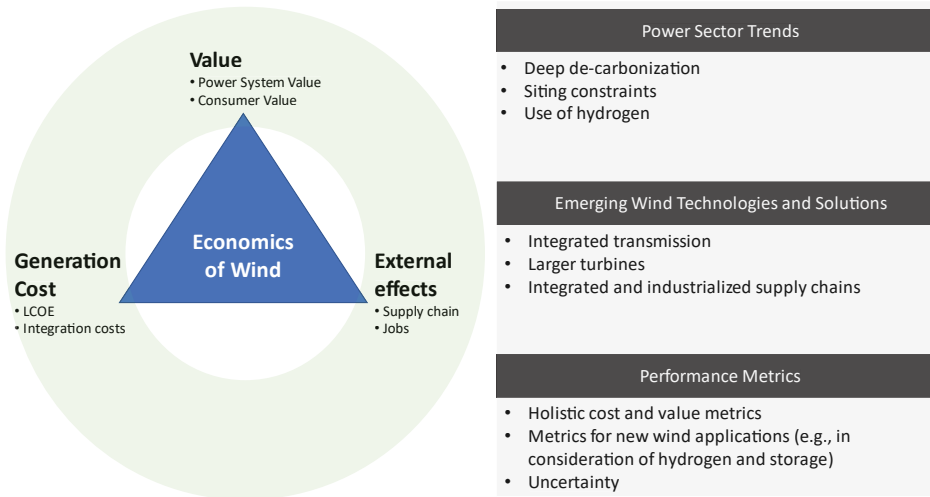 Value
• Power System Value
• Consumer Value
Economics
of Wind
Generation
Cost
• LCOE
• Integration costs
External
effects
• Supply chain
• Jobs
Power Sector Trends
• Deep de-carbonization
• Siting constraints
• Use of hydrogen
Emerging Wind Technologies and Solutions
• Integrated transmission
• Larger turbines
• Integrated and industrialized supply chains
Performance Metrics
• Holistic cost and value metrics
• Metrics for new wind applications (e.g., in
consideration of hydrogen and storage)
• Uncertainty